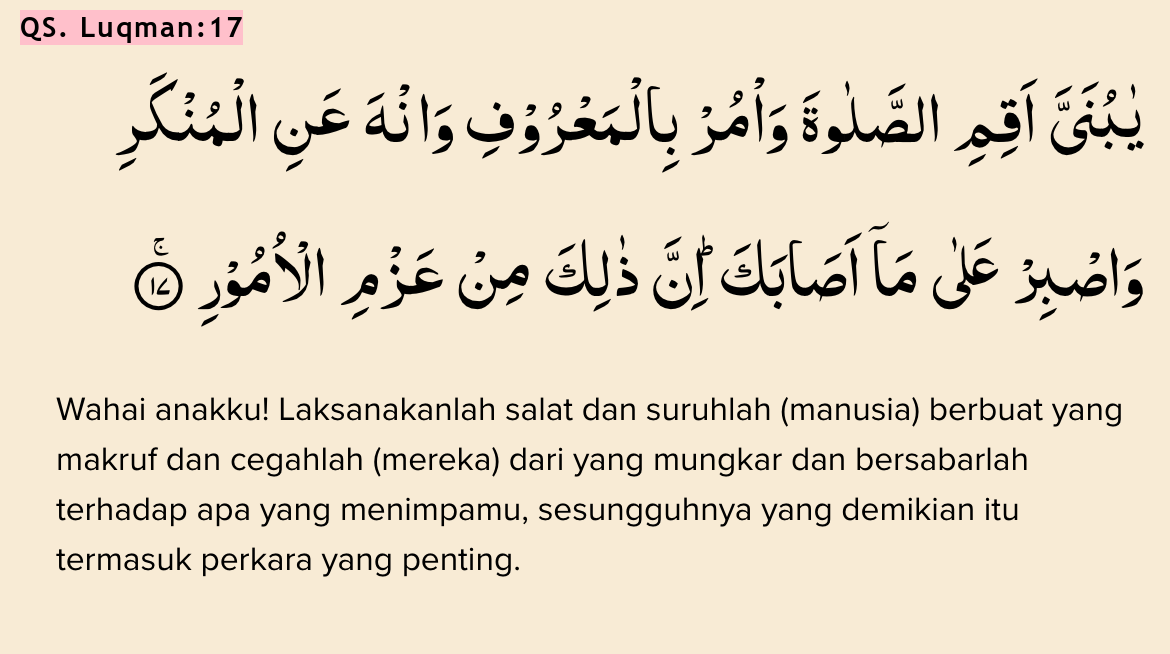 QS. Luqman:17
يٰبُنَيَّ اَقِمِ الصَّلٰوةَ وَاْمُرْ بِالْمَعْرُوْفِ وَانْهَ عَنِ الْمُنْكَرِ
وَاصْبِرْ عَلٰى مَآ اَصَابَكَۗ اِنَّ ذٰلِكَ مِنْ عَزْمِ الْاُمُوْرِۚ ١٧
Wahai anakku! Laksanakanlah salat dan suruhlah (manusia) berbuat yang
makruf dan cegahlah (mereka) dari yang mungkar dan bersabarlah
terhadap apa yang menimpamu, sesungguhnya yang demikian itu
termasuk perkara yang penting.